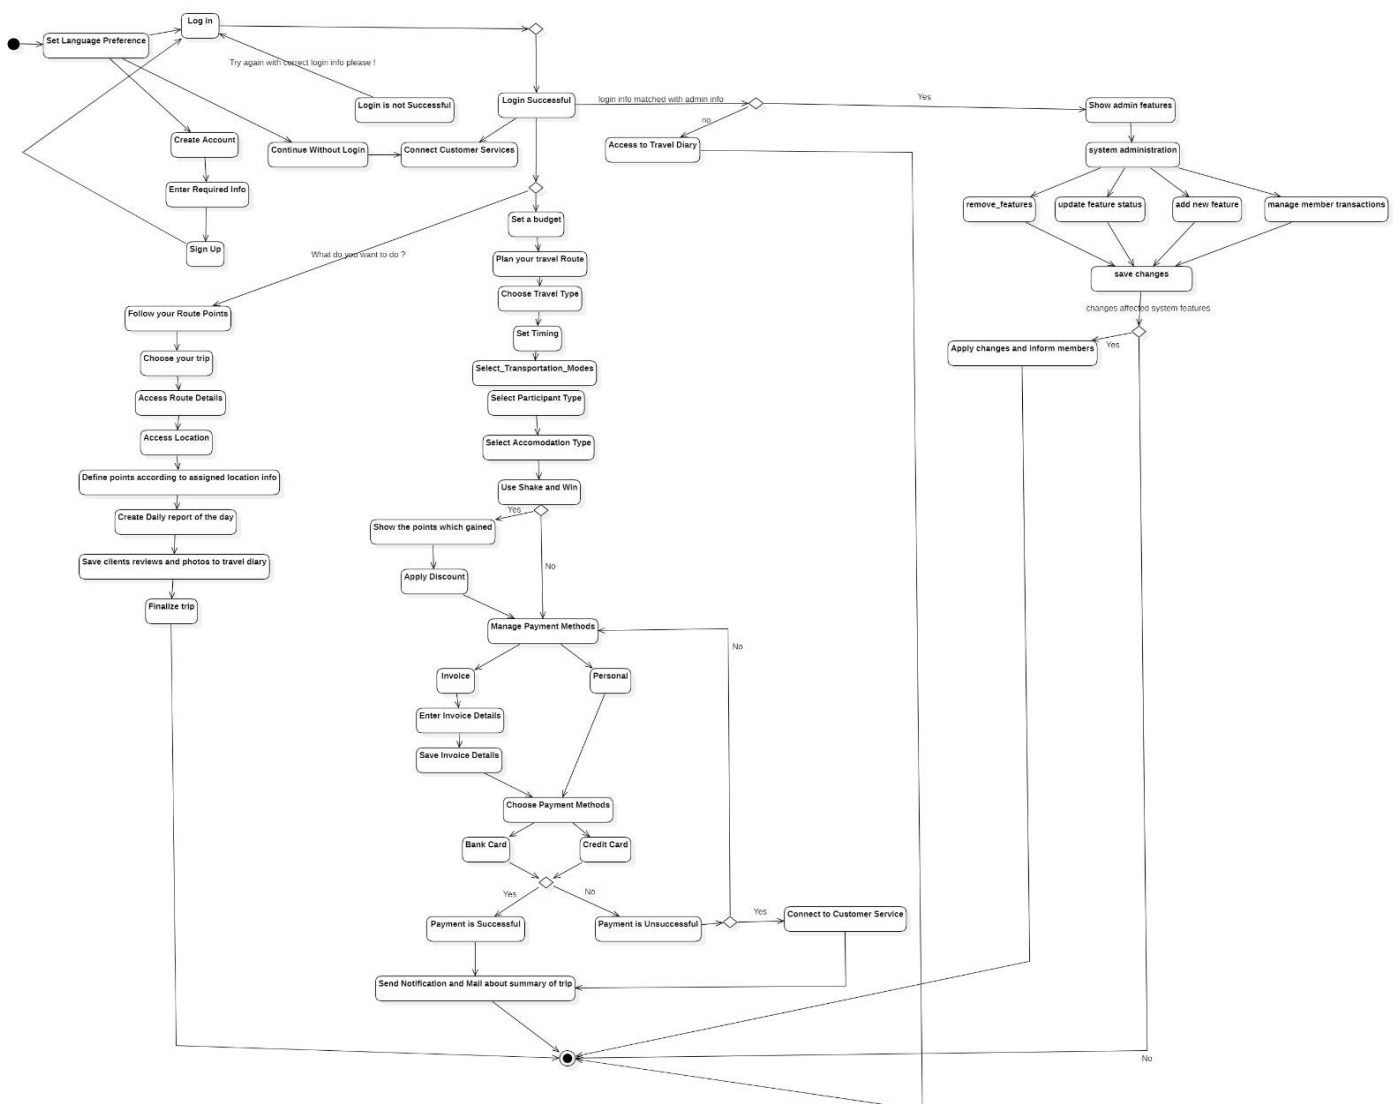 Log in
Set Language Preference
Try again with correct login info please !
Login is not Successful
Login Successful
login info matched with admin info
Yes
Show admin features
no
Create Account
Continue Without Login
Connect Customer Services
Access to Travel Diary
system administration
Enter Required Info
remove_features
update feature status
add new feature
manage member transactions
Sign Up
Set a budget
What do you want to do ?
Plan your travel Route
save changes
Choose Travel Type
changes affected system features
Follow your Route Points
Set Timing
Yes
Apply changes and inform members
Choose your trip
Select_Transportation_Modes
Access Route Details
Select Participant Type
Access Location
Select Accomodation Type
Define points according to assigned location info
Use Shake and Win
Yes
Create Daily report of the day
Show the points which gained
Save clients reviews and photos to travel diary
No
Apply Discount
Finalize trip
Manage Payment Methods
No
Invoice
Personal
Enter Invoice Details
Save Invoice Details
Choose Payment Methods
Bank Card
Credit Card
Yes
No
Payment is Successful
Payment is Unsuccessful
Yes
Connect to Customer Service
Send Notification and Mail about summary of trip
No